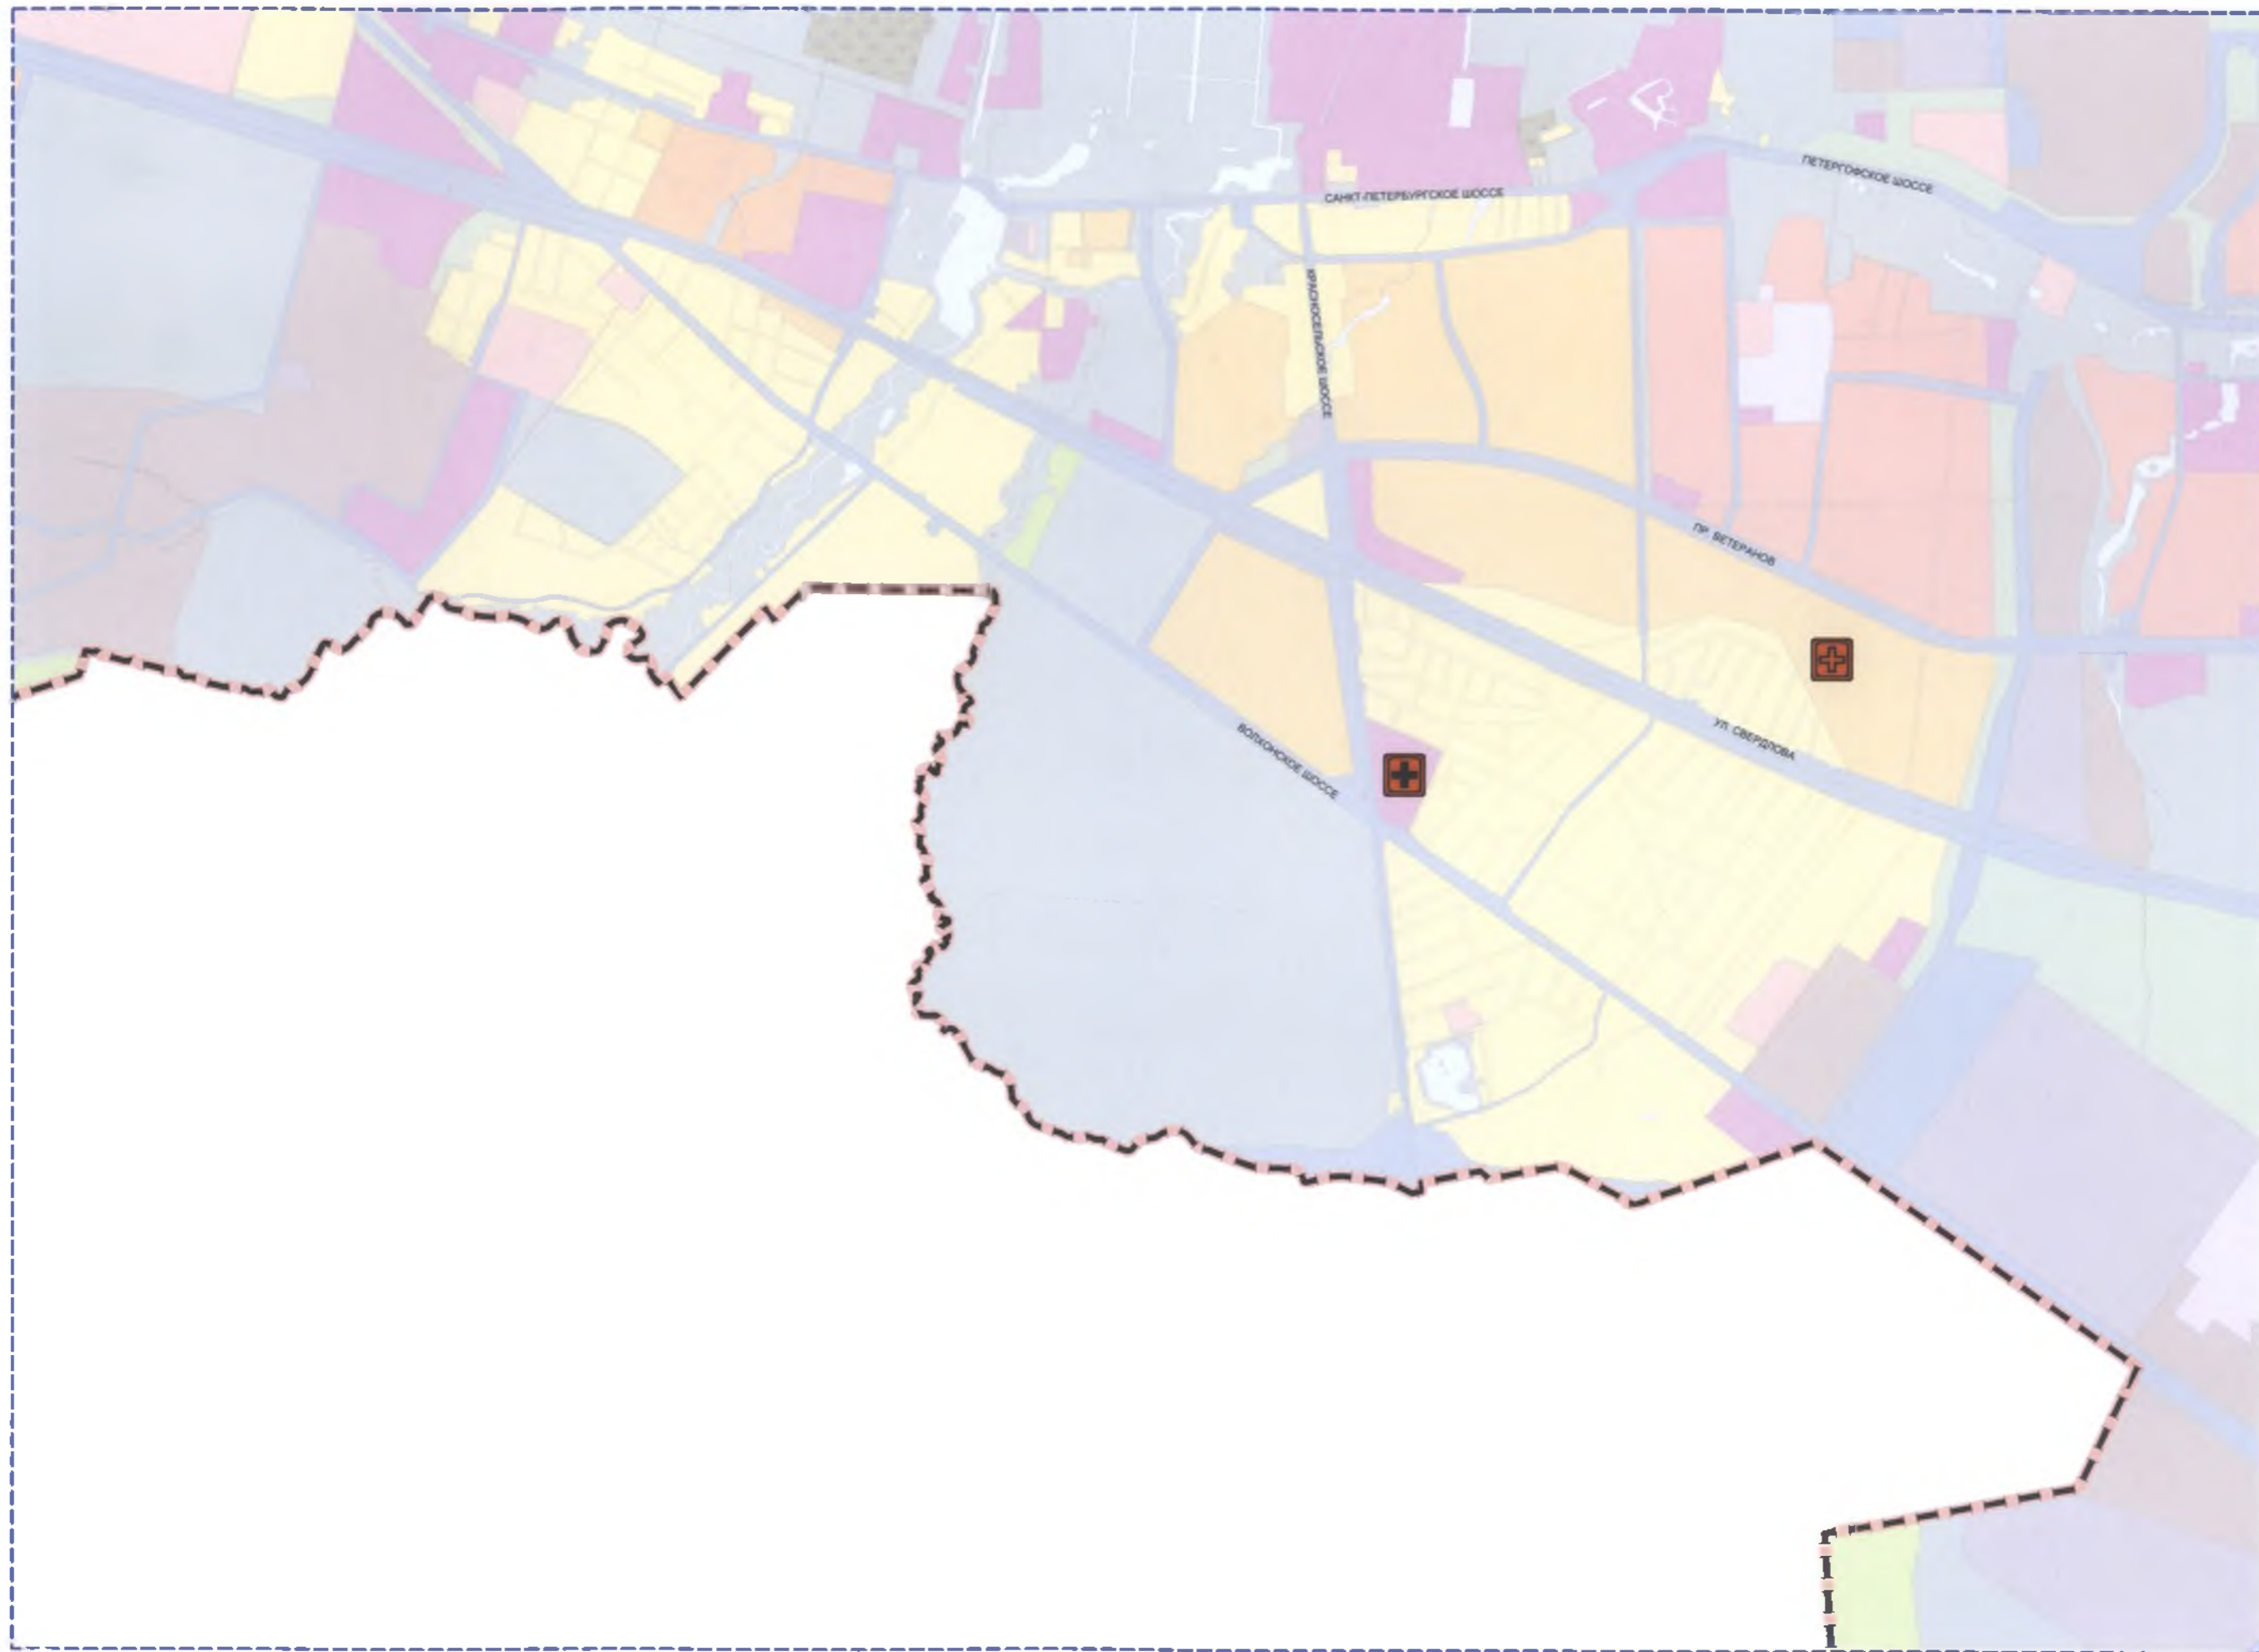 ПЕТЕРГОФСКОЕ ШОССЕ
САНКТ-ПЕТЕРБУРГСКОЕ ШОССЕ
КРАСНОСЕЛЬСКОЕ ШОССЕ
ПР. ВЕТЕРАНОВ
УЛ. СВЕРДЛОВА
ВОЛХОНСКОЕ ШОССЕ